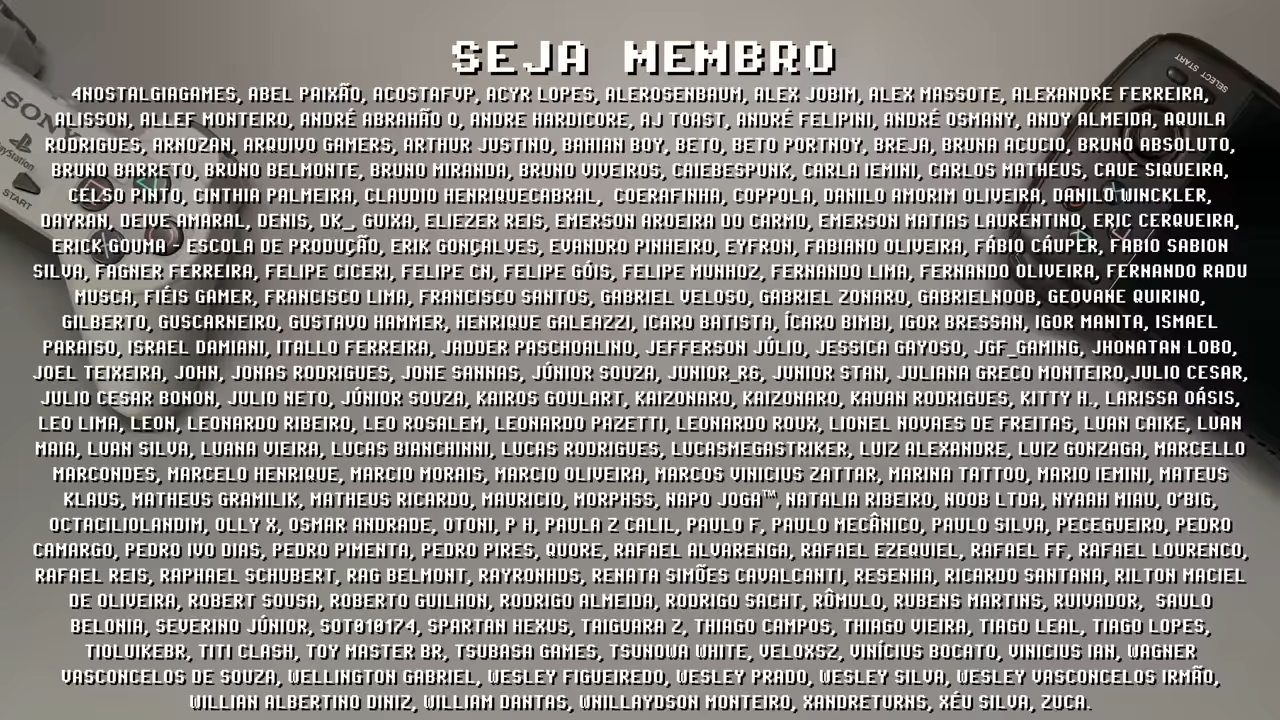 SEJA MEMBRO
4NOSTALGIAGAMES, ABEL PAIXÃO, ACOSTAFVP, ACYR LOPES, ALEROSENBAUM, ALEX JOBIM, ALEX MASSOTE, ALEXANDRE FERREIRA,
ALISSON, ALLEF MONTEIRO, ANDRÉ ABRAHÃO O, ANDRE HARDICORE, AJ TOAST, ANDRÉ FELIPINI, ANDRÉ OSMANY, ANDY ALMEIDA, AQUILA
RODRIGUES, ARNOZAN, ARQUIVO GAMERS, ARTHUR JUSTINO, BAHIAN BOY, BETO, BETO PORTNOY, BREJA, BRUNA ACUCIO, BRUNO ABSOLUTO,
BRUNO BARRETO, BRUNO BELMONTE, BRUNO MIRANDA, BRUNO VIVEIROS, CAIEBESPUNK, CARLA IEMINI, CARLOS MATHEUS, CAUE SIQUEIRA,
CELSO PINTO, CINTHIA PALMEIRA, CLAUDIO HENRIQUECABRAL, COERAFINHA, COPPOLA, DANILO AMORIM OLIVEIRA, DANILO WINCKLER,
DAYRAN, DEIVE AMARAL, DENIS, DK_ GUIXA, ELIEZER REIS, EMERSON AROEIRA DO CARMO, EMERSON MATIAS LAURENTINO, ERIC CERQUEIRA,
ERICK GOUMA - ESCOLA DE PRODUÇÃO, ERIK GONÇALVES, EVANDRO PINHEIRO, EYFRON, FABIANO OLIVEIRA, FÁBIO CÁUPER, FABIO SABION
SILVA, FAGNER FERREIRA, FELIPE CICERI, FELIPE CN, FELIPE GÓIS, FELIPE MUNHOZ, FERNANDO LIMA, FERNANDO OLIVEIRA, FERNANDO RADU
MUSCA, FIÉIS GAMER, FRANCISCO LIMA, FRANCISCO SANTOS, GABRIEL VELOSO, GABRIEL ZONARO, GABRIELNOOB, GEOVANE QUIRINO,
GILBERTO, GUSCARNEIRO, GUSTAVO HAMMER, HENRIQUE GALEAZZI, ICARO BATISTA, ÍCARO BIMBI, IGOR BRESSAN, IGOR MANITA, ISMAEL
PARAISO, ISRAEL DAMIANI, ITALLO FERREIRA, JADDER PASCHOALINO, JEFFERSON JÚLIO, JESSICA GAYOSO, JGF_GAMING, JHONATAN LOBO,
JOEL TEIXEIRA, JOHN, JONAS RODRIGUES, JONE SANNAS, JÚNIOR SOUZA, JUNIOR_R6, JUNIOR STAN, JULIANA GRECO MONTEIRO,JULIO CESAR,
JULIO CESAR BONON, JULIO NETO, JÚNIOR SOUZA, KAIROS GOULART, KAIZONARO, KAIZONARO, KAUAN RODRIGUES, KITTY H., LARISSA OÁSIS,
LEO LIMA, LEON, LEONARDO RIBEIRO, LEO ROSALEM, LEONARDO PAZETTI, LEONARDO ROUX, LIONEL NOVAES DE FREITAS, LUAN CAIKE, LUAN
MAIA, LUAN SILVA, LUANA VIEIRA, LUCAS BIANCHINNI, LUCAS RODRIGUES, LUCASMEGASTRIKER, LUIZ ALEXANDRE, LUIZ GONZAGA, MARCELLO
MARCONDES, MARCELO HENRIQUE, MARCIO MORAIS, MARCIO OLIVEIRA, MARCOS VINICIUS ZATTAR, MARINA TATTOO, MARIO IEMINI, MATEUS
KLAUS, MATHEUS GRAMILIK, MATHEUS RICARDO, MAURICIO, MORPHSS, NAPO JOGA™, NATALIA RIBEIRO, NOOB LTDA, NYAAH MIAU, O'BIG,
OCTACILIOLANDIM, OLLY X, OSMAR ANDRADE, OTONI, P H, PAULA Z CALIL, PAULO F, PAULO MECÂNICO, PAULO SILVA, PECEGUEIRO, PEDRO
CAMARGO, PEDRO IVO DIAS, PEDRO PIMENTA, PEDRO PIRES, QUORE, RAFAEL ALVARENGA, RAFAEL EZEQUIEL, RAFAEL FF, RAFAEL LOURENCO,
RAFAEL REIS, RAPHAEL SCHUBERT, RAG BELMONT, RAYRONHDS, RENATA SIMÕES CAVALCANTI, RESENHA, RICARDO SANTANA, RILTON MACIEL
DE OLIVEIRA, ROBERT SOUSA, ROBERTO GUILHON, RODRIGO ALMEIDA, RODRIGO SACHT, RÔMULO, RUBENS MARTINS, RUIVADOR, SAULO
BELONIA, SEVERINO JÚNIOR, SOT010174, SPARTAN HEXUS, TAIGUARA Z, THIAGO CAMPOS, THIAGO VIEIRA, TIAGO LEAL, TIAGO LOPES,
TIOLUIKEBR, TITI CLASH, TOY MASTER BR, TSUBASA GAMES, TSUNOWA WHITE, VELOXSZ, VINÍCIUS BOCATO, VINICIUS IAN, WAGNER
VASCONCELOS DE SOUZA, WELLINGTON GABRIEL, WESLEY FIGUEIREDO, WESLEY PRADO, WESLEY SILVA, WESLEY VASCONCELOS IRMÃO,
WILLIAN ALBERTINO DINIZ, WILLIAM DANTAS, WNILLAYDSON MONTEIRO, XANDRETURNS, XÉU SILVA, ZUCA.
SONY
PlayStation
START
SELECT START